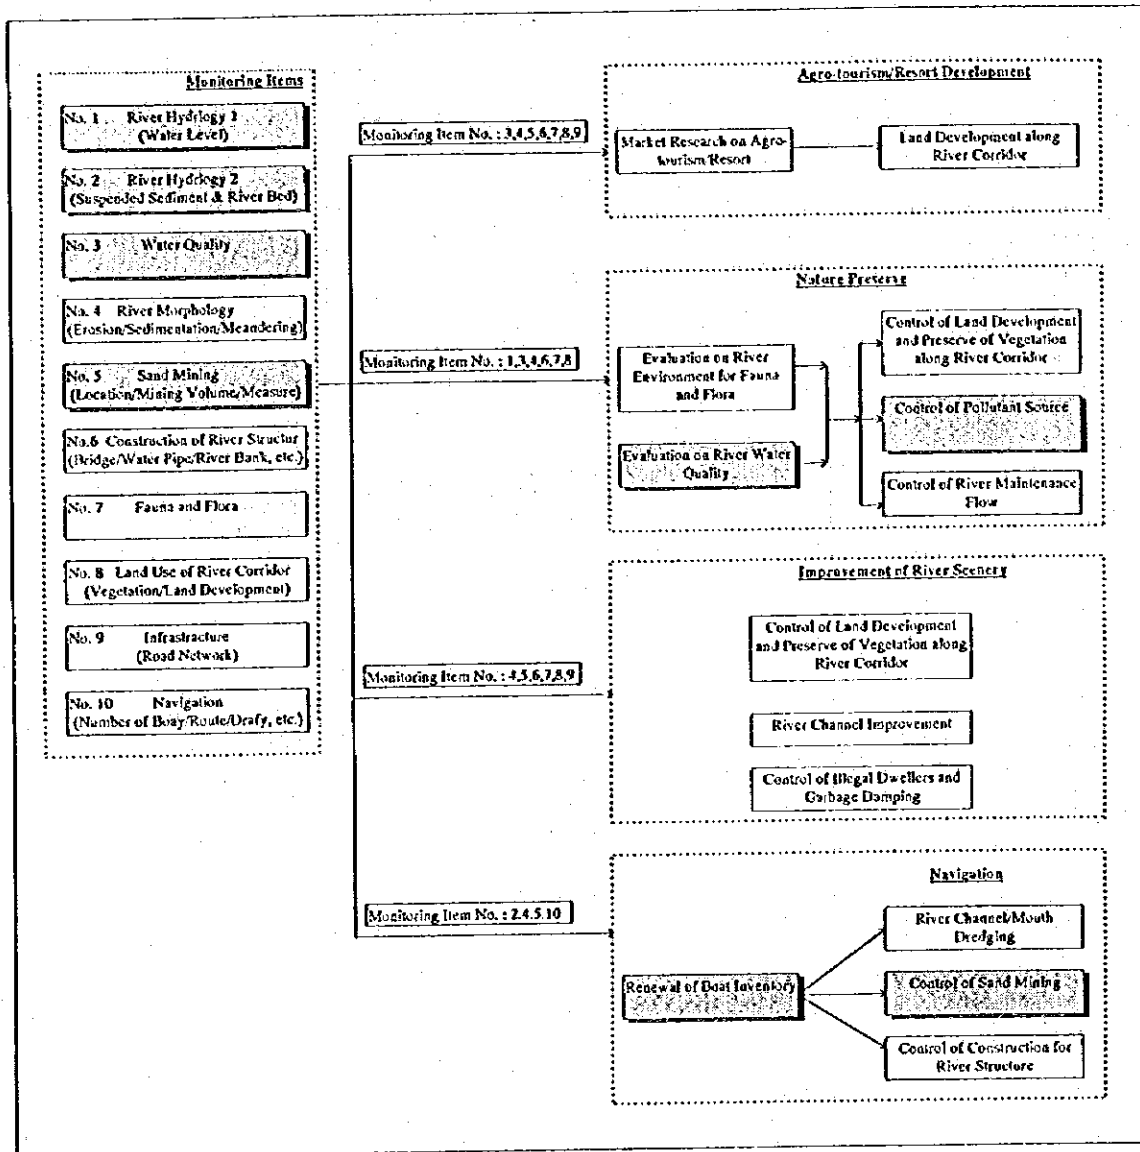 Monitoring Items
No. 1 River Hydrlogy 1
(Water Level)
No. 2 River Hydrlogy 2
(Suspended Sediment & River Bed)
No. 3 Water Quality
No. 4 River Morphology
(Erosion/Sedimentation/Meandering)
No. 5 Sand Mining
(Location/Mining Volume/Measure)
No.6 Construction of River Structur
(Bridge/Water Pipe/River Bank, etc.)
No. 7 Fauna and Flora
No. 8 Land Use of River Corridor
(Vegetation/Land Development)
No. 9 Infrastracture
(Road Network)
No. 10 Navigation
(Number of Boay/Route/Drafy, etc.)
Monitoring Item No. : 3,4,5,6,7,8,9
Agro-tourism/Resort Development
Market Research on Agro-
tourism/Resort
Land Development along
River Corridor
Monitoring Item No. : 1,3,4,6,7,8
Nature Preserve
Evaluation on River
Environment for Fauna
and Flora
Evaluation on River Water
Quality
Control of Land Development
and Preserve of Vegetation
along River Corridor
Control of Pollutant Source
Control of River Maintenance
Flow
Monitoring Item No. : 4,5,6,7,8,9
Improvement of River Scenery
Control of Land Development
and Preserve of Vegetation along
River Corridor
River Channel Improvement
Control of Illegal Dwellers and
Garbage Damping
Monitoring Item No. : 2.4.5.10
Navigation
Renewal of Boat Inventory
River Channel/Mouth
Dredging
Control of Sand Mining
Control of Construction for
River Structure